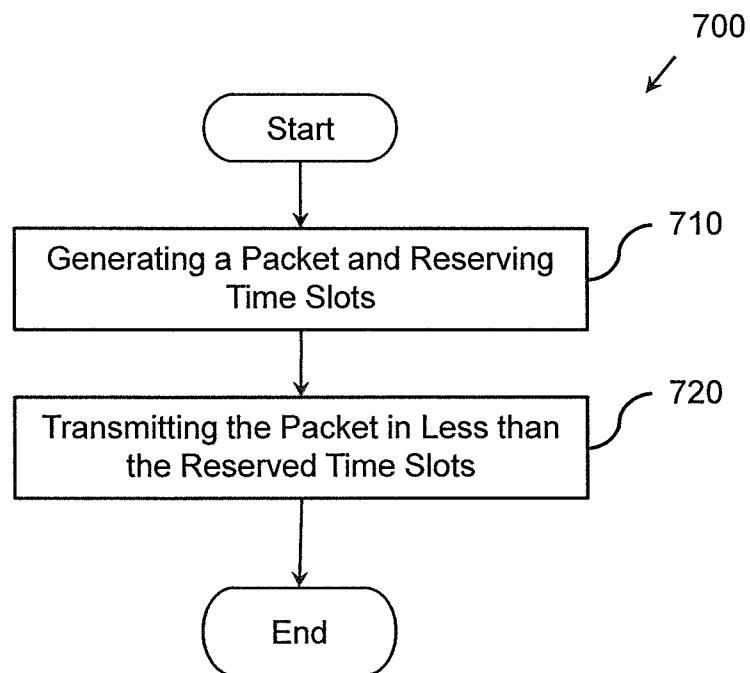 700
Start
710
Generating a Packet and Reserving
Time Slots
720
Transmitting the Packet in Less than
the Reserved Time Slots
End